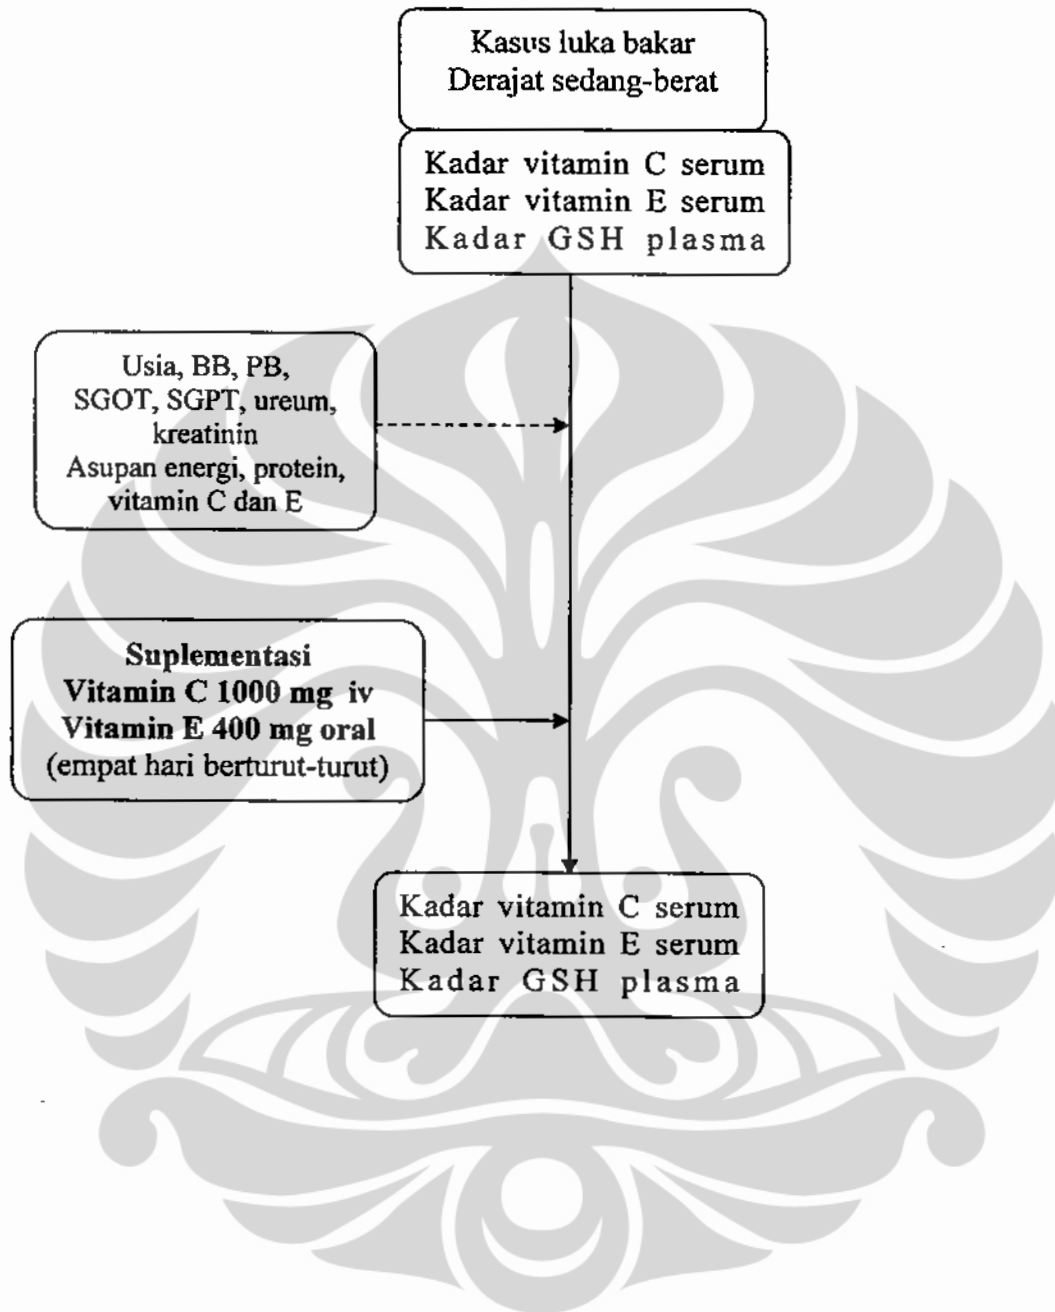 Kasus luka bakar
Derajat sedang-berat
Kadar vitamin C serum
Kadar vitamin E serum
Kadar GSH plasma
Usia, BB, PB,
SGOT, SGPT, ureum,
kreatinin
Asupan energi, protein,
vitamin C dan E
Suplementasi
Vitamin C 1000 mg iv
Vitamin E 400 mg oral
(empat hari berturut-turut)
Kadar vitamin C serum
Kadar vitamin E serum
Kadar GSH plasma